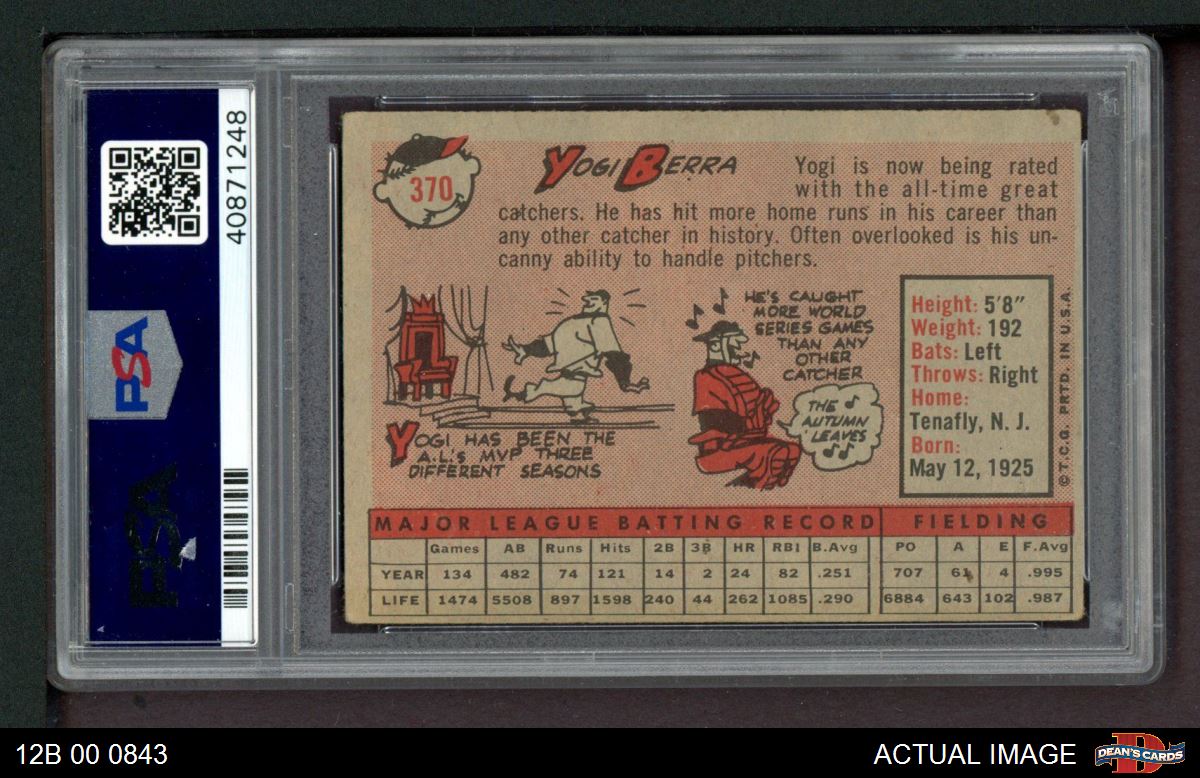 40871248
PSA
PSA
370
YOGI BERRA
Yogi is now being rated
with the all-time great
catchers. He has hit more home runs in his career than
any other catcher in history. Often overlooked is his un-
canny ability to handle pitchers.
YOGI HAS BEEN THE
A.L.'s MVP THREE
DIFFERENT SEASONS
HE'S CAUGHT
MORE WORLD
SERIES GAMES
THAN ANY
OTHER
CATCHER
THE
AUTUMN
LEAVES
Height: 5'8"
Weight: 192
Bats: Left
Throws: Right
Home:
Tenafly, N. J.
Born:
May 12, 1925
© T.C.G. PRTD. IN U.S.A.
MAJOR LEAGUE BATTING RECORD FIELDING
Games AB Runs Hits 2B 3B HR RBI B.Avg PO A E F.Avg
YEAR 134 482 74 121 14 2 24 82 .251 707 61 4 .995
LIFE 1474 5508 897 1598 240 44 262 1085 .290 6884 643 102 .987
12B 00 0843
ACTUAL IMAGE
DEAN'S CARDS